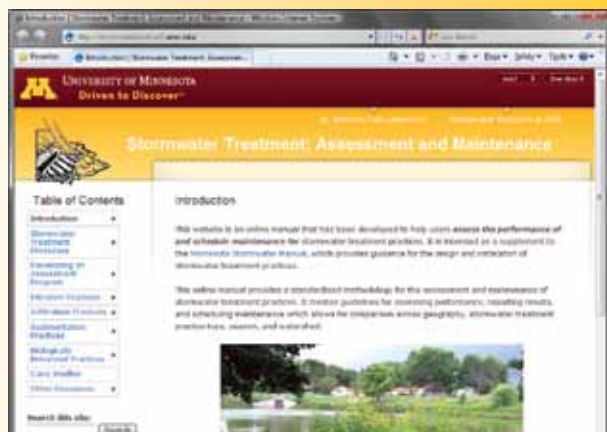 UNIVERSITY OF MINNESOTA
Driven to Discover
Stormwater Treatment: Assessment and Maintenance
Table of Contents
Introduction
Stormwater
Treatment
Processes
Developing an
Assessment
Program
Filtration Practices
Infiltration Practices
Sedimentation
Practices
Biologically
Enhanced Practices
Case Studies
Other Resources
Search this site:
Search
Introduction
This website is an online manual that has been developed to help users assess the performance of
and schedule maintenance for stormwater treatment practices. It is intended as a supplement to
the Minnesota Stormwater Manual, which provides guidance for the design and installation of
stormwater treatment practices.
This online manual provides a standardized methodology for the assessment and maintenance of
stormwater treatment practices. It creates guidelines for assessing performance, reporting results,
and scheduling maintenance which allows for comparison across geography, stormwater treatment
practice type, season, and watershed.